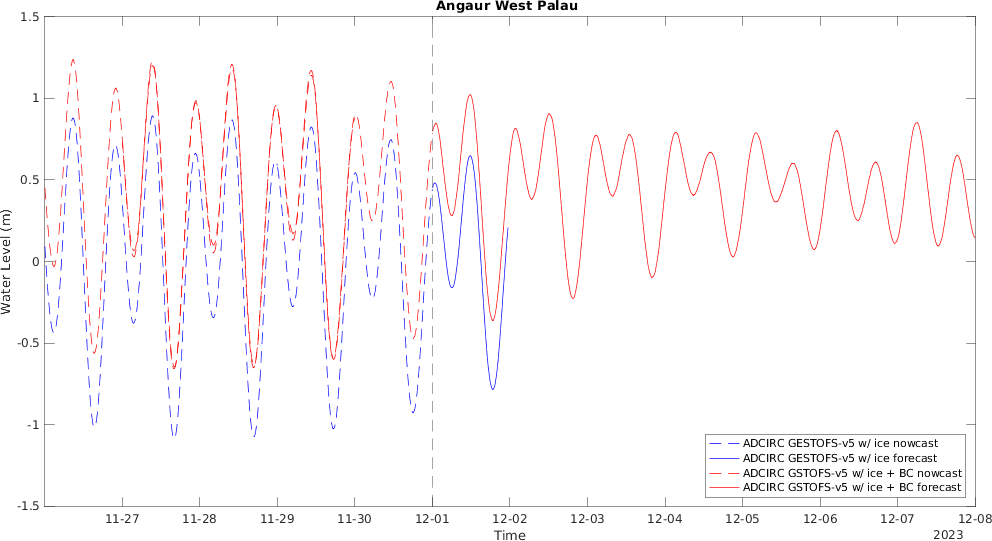 Angaur West Palau
1.5
1
0.5
0
-0.5
-1
-1.5
Water Level (m)
ADCIRC GESTOFS-v5 w/ ice nowcast
ADCIRC GESTOFS-v5 w/ ice forecast
ADCIRC GSTOFS-v5 w/ ice + BC nowcast
ADCIRC GSTOFS-v5 w/ ice + BC forecast
11-27 11-28 11-29 11-30 12-01 12-02 12-03 12-04 12-05 12-06 12-07 12-08
Time
2023